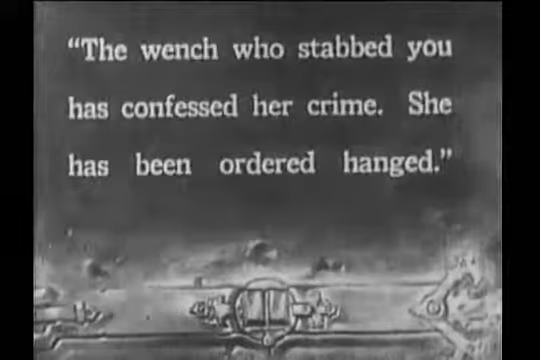 “The wench who stabbed you
has confessed her crime. She
has been ordered hanged.”